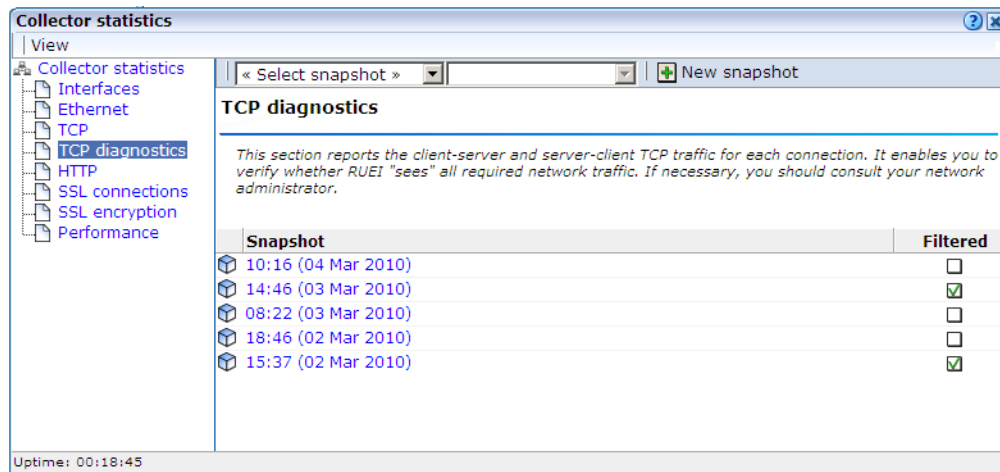 Collector statistics
View
Collector statistics
Interfaces
Ethernet
TCP
TCP diagnostics
HTTP
SSL connections
SSL encryption
Performance
« Select snapshot »
New snapshot
TCP diagnostics
This section reports the client-server and server-client TCP traffic for each connection. It enables you to
verify whether RUEI "sees" all required network traffic. If necessary, you should consult your network
administrator.
Snapshot Filtered
10:16 (04 Mar 2010)
14:46 (03 Mar 2010)
08:22 (03 Mar 2010)
18:46 (02 Mar 2010)
15:37 (02 Mar 2010)
Uptime: 00:18:45